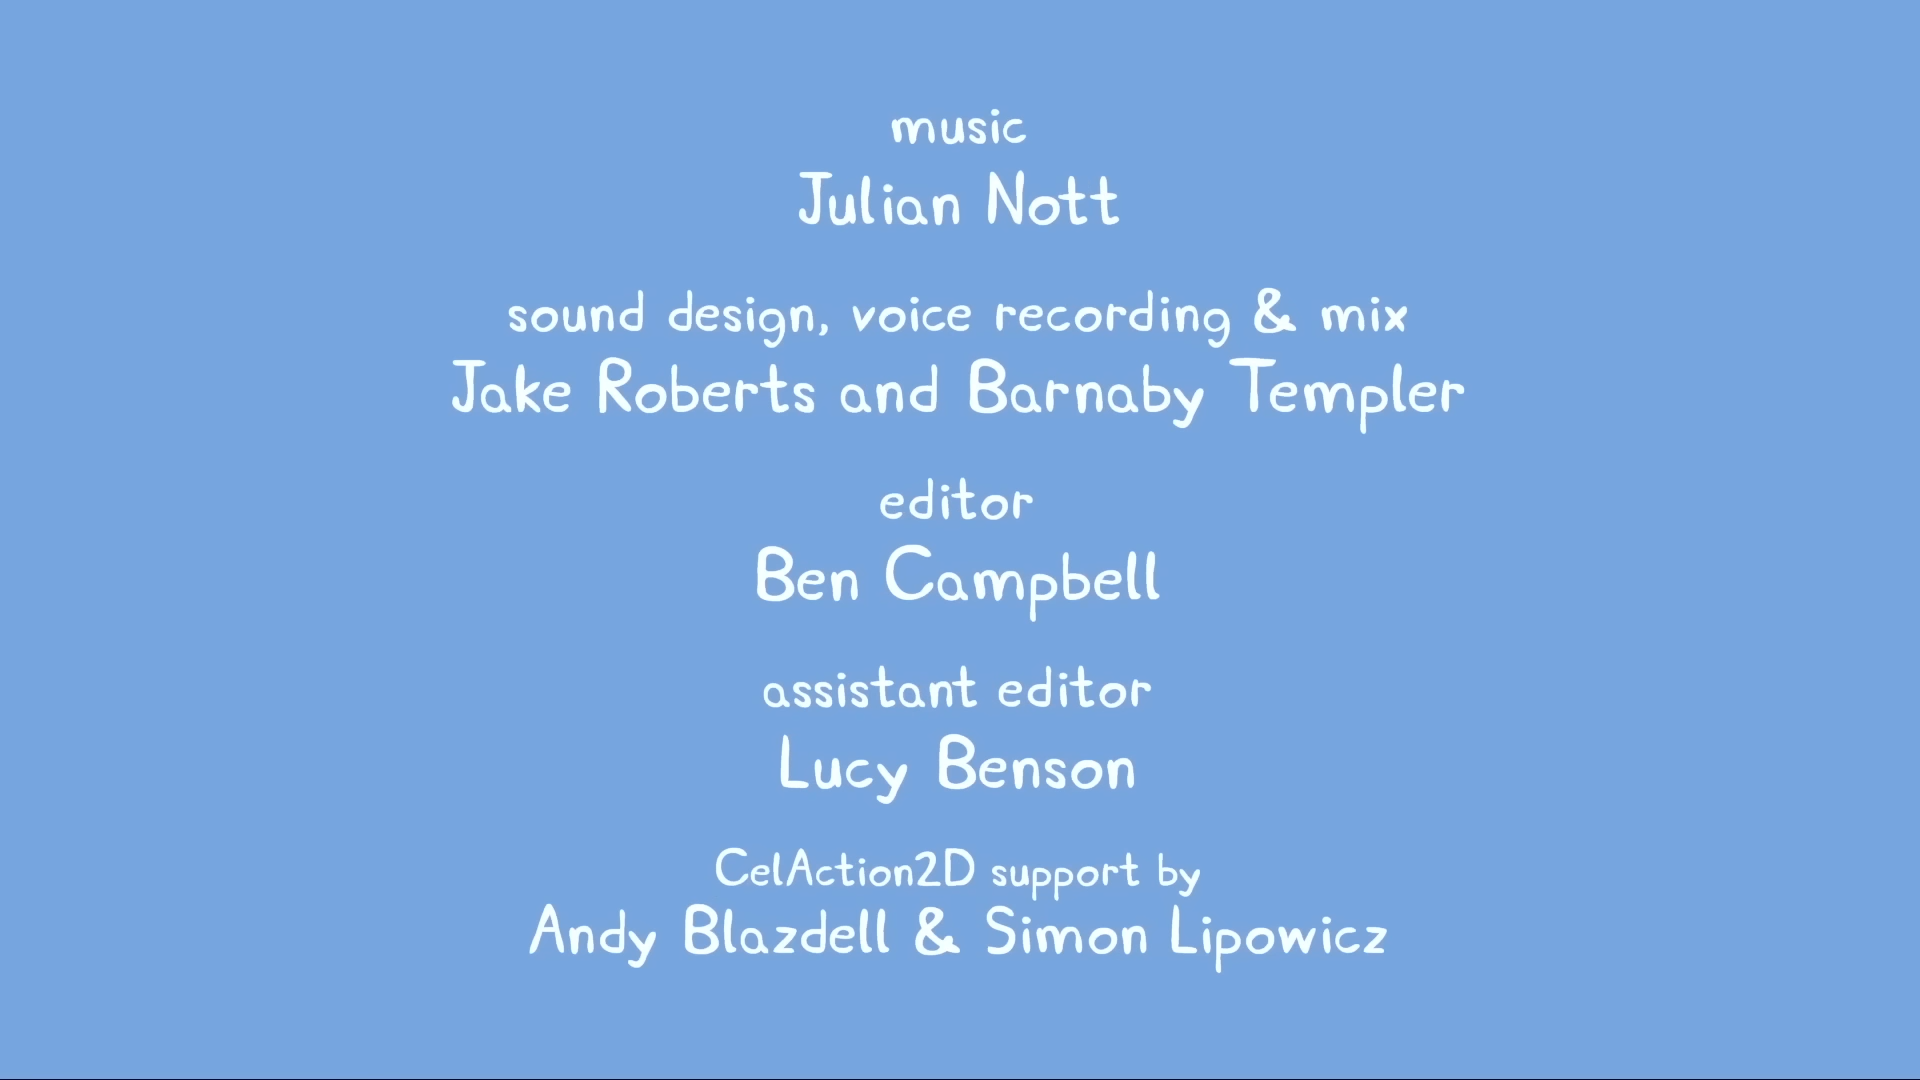 music
Julian Nott
sound design, voice recording & mix
Jake Roberts and Barnaby Templer
editor
Ben Campbell
assistant editor
Lucy Benson
CelAction2D support by
Andy Blazdell & Simon Lipowicz